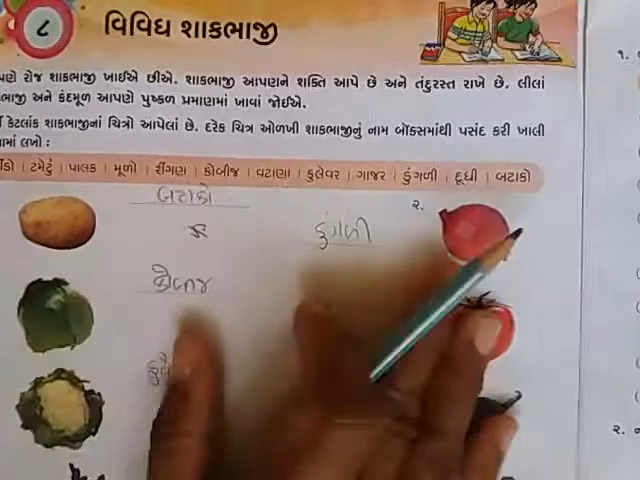 ૮ વિવિધ શાકભાજી
રોજ શાકભાજી ખાઈએ છીએ. શાકભાજી આપણને શક્તિ આપે છે અને તંદુરસ્ત રાખે છે. લીલાં
અને કંદમૂળ આપણે પુષ્કળ પ્રમાણમાં ખાવાં જોઈએ.
કેટલાંક શાકભાજીનાં ચિત્રો આપેલાં છે. દરેક ચિત્ર ઓળખી શાકભાજીનું નામ બૉક્સમાંથી પસંદ કરી ખાલી
લખો :
ટમેટું | પાલક | મૂળો | રીંગણ | કોબીજ | વટાણા | ફુલેવર | ગાજર | ડુંગળી | દૂધી | બટાકો
બટાકો
૨.
ડુંગળી
કોબીજ
૧.
૨.